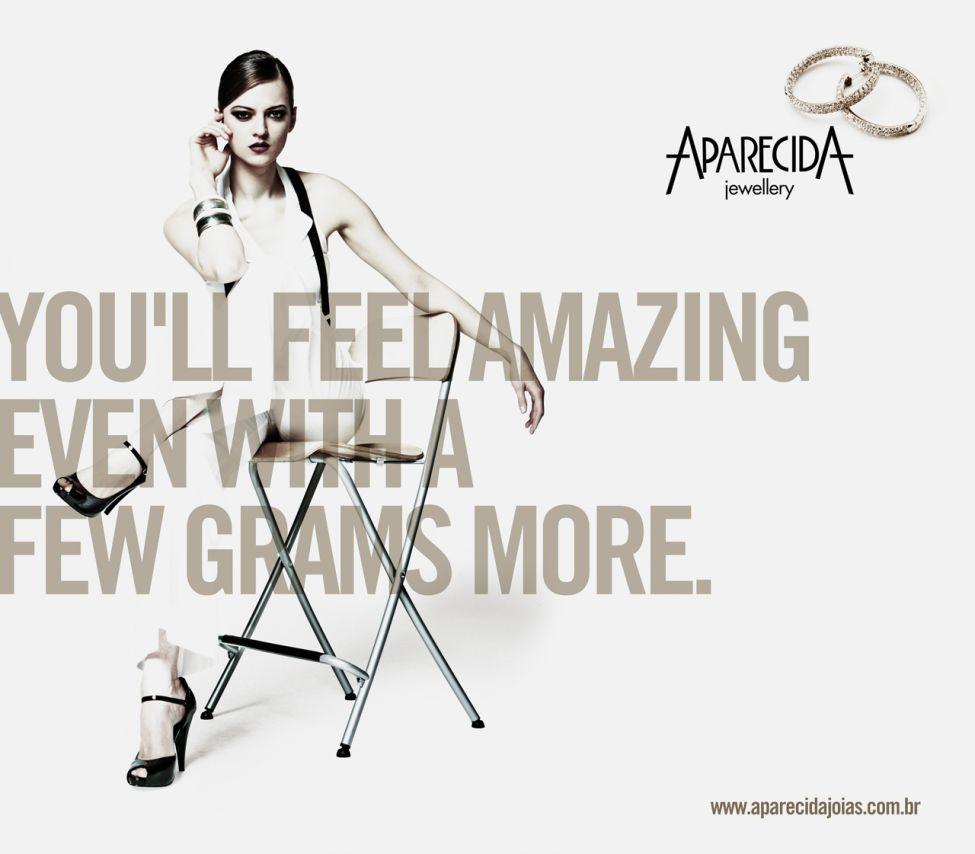 APARECIDA
jewellery
YOU'LL FEEL AMAZING
EVEN WITH A
FEW GRAMS MORE.
www.aparecidajoias.com.br